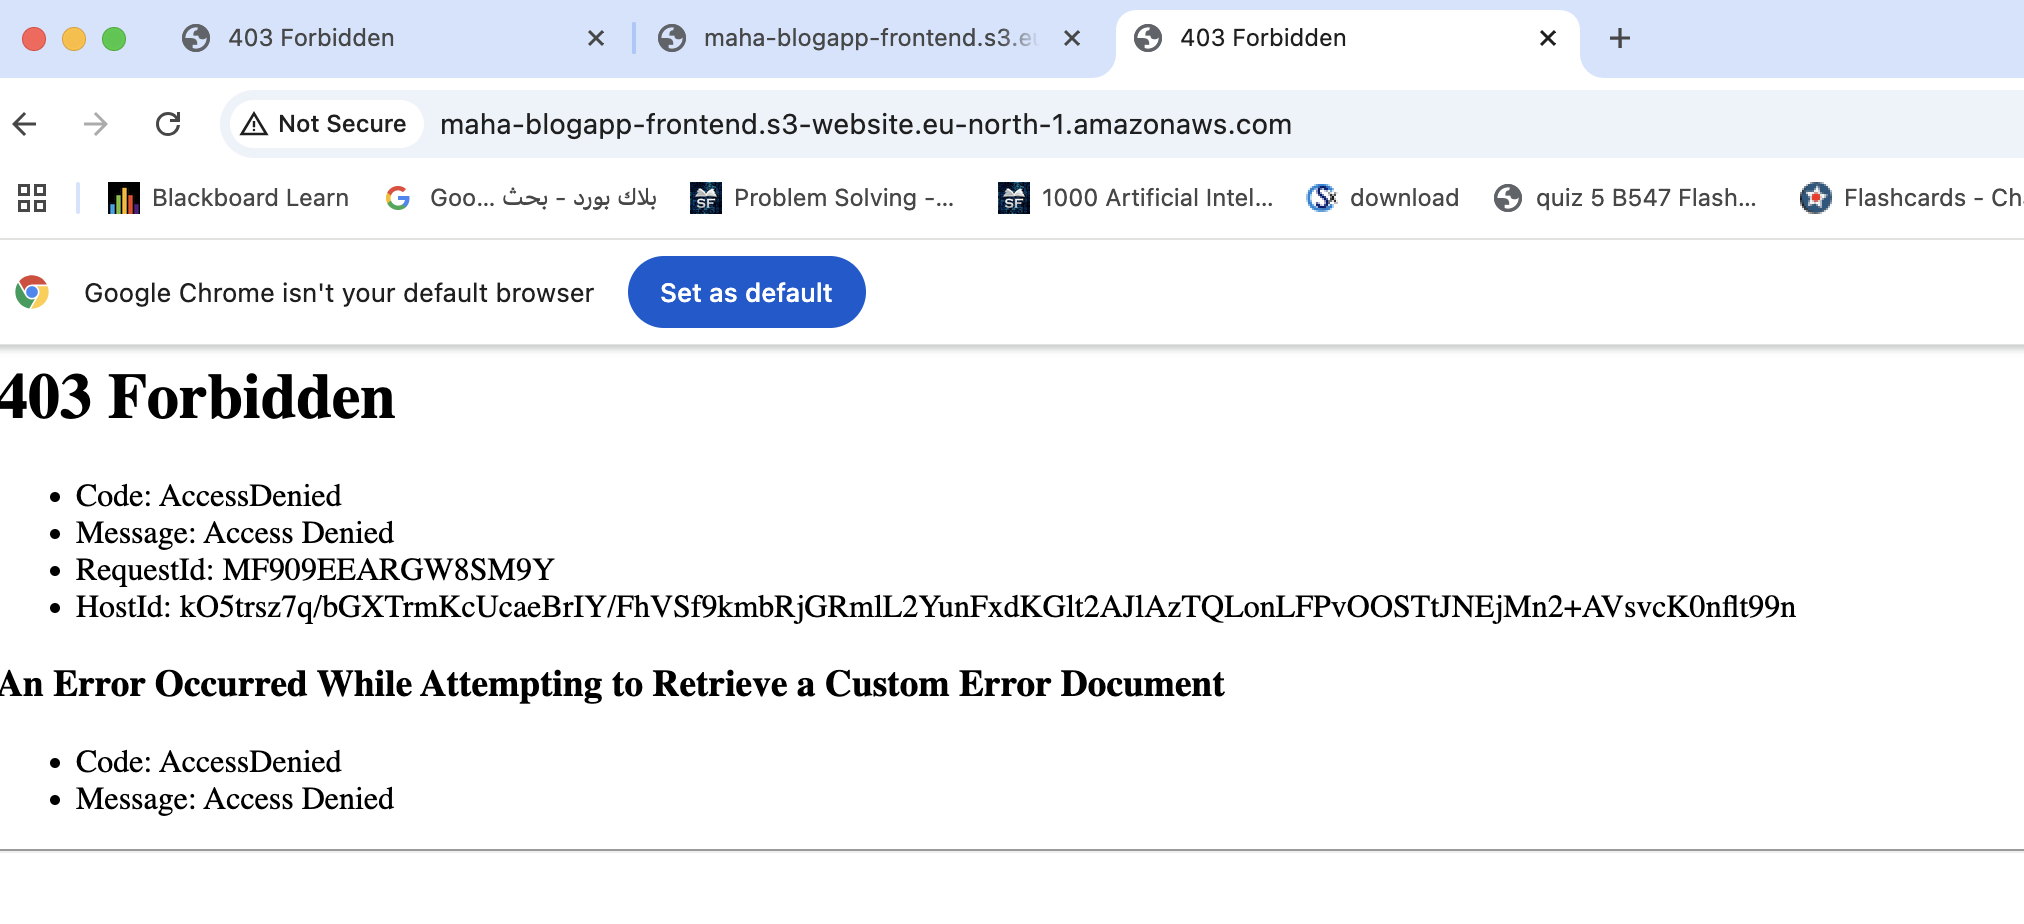 403 Forbidden
maha-blogapp-frontend.s3.eu
403 Forbidden
Not Secure
maha-blogapp-frontend.s3-website.eu-north-1.amazonaws.com
Blackboard Learn
بلاك بورد - بحث ...Goo
Problem Solving -...
1000 Artificial Intel...
download
quiz 5 B547 Flash...
Flashcards - Ch
Google Chrome isn't your default browser
Set as default
403 Forbidden
• Code: AccessDenied
• Message: Access Denied
• RequestId: MF909EEARGW8SM9Y
• HostId: kO5trsz7q/bGXTrmKcUcaeBrIY/FhVSf9kmbRjGRmlL2YunFxdKGlt2AJlAzTQLonLFPvOOSTtJNEjMn2+AVsvcK0nflt99n
An Error Occurred While Attempting to Retrieve a Custom Error Document
• Code: AccessDenied
• Message: Access Denied